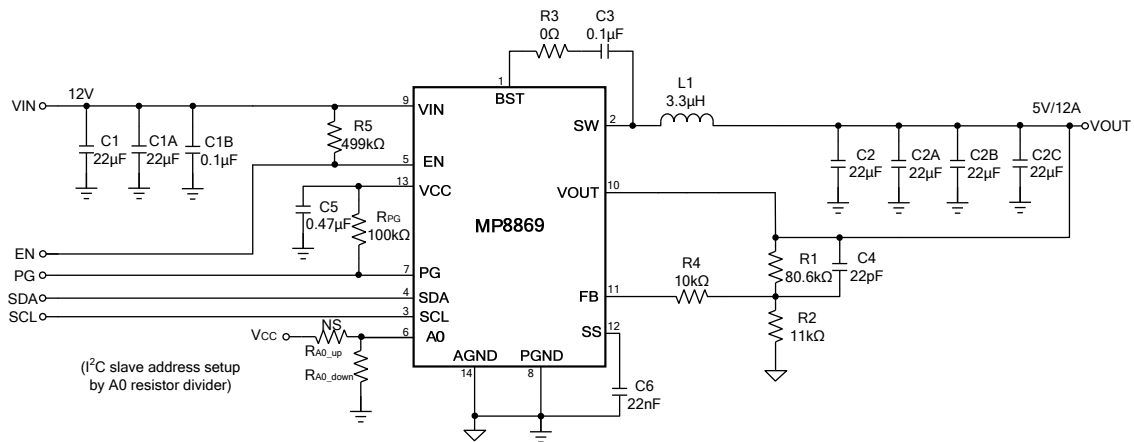 R3
0Ω
C3
0.1µF
1
BST
L1
3.3µH
VIN
12V
9
VIN
SW
2
5V/12A
VOUT
C1
22µF
C1A
22µF
C1B
0.1µF
R5
499kΩ
C2
22µF
C2A
22µF
C2B
22µF
C2C
22µF
5
EN
13
VCC
VOUT
10
C5
0.47µF
RPG
100kΩ
MP8869
EN
PG
7
PG
R1
80.6kΩ
C4
22pF
R4
10kΩ
SDA
4
SDA
FB
11
SCL
3
SCL
R2
11kΩ
SS
12
VCC
NS
6
A0
RA0_up
RA0_down
(I²C slave address setup
by A0 resistor divider)
AGND
PGND
14
8
C6
22nF